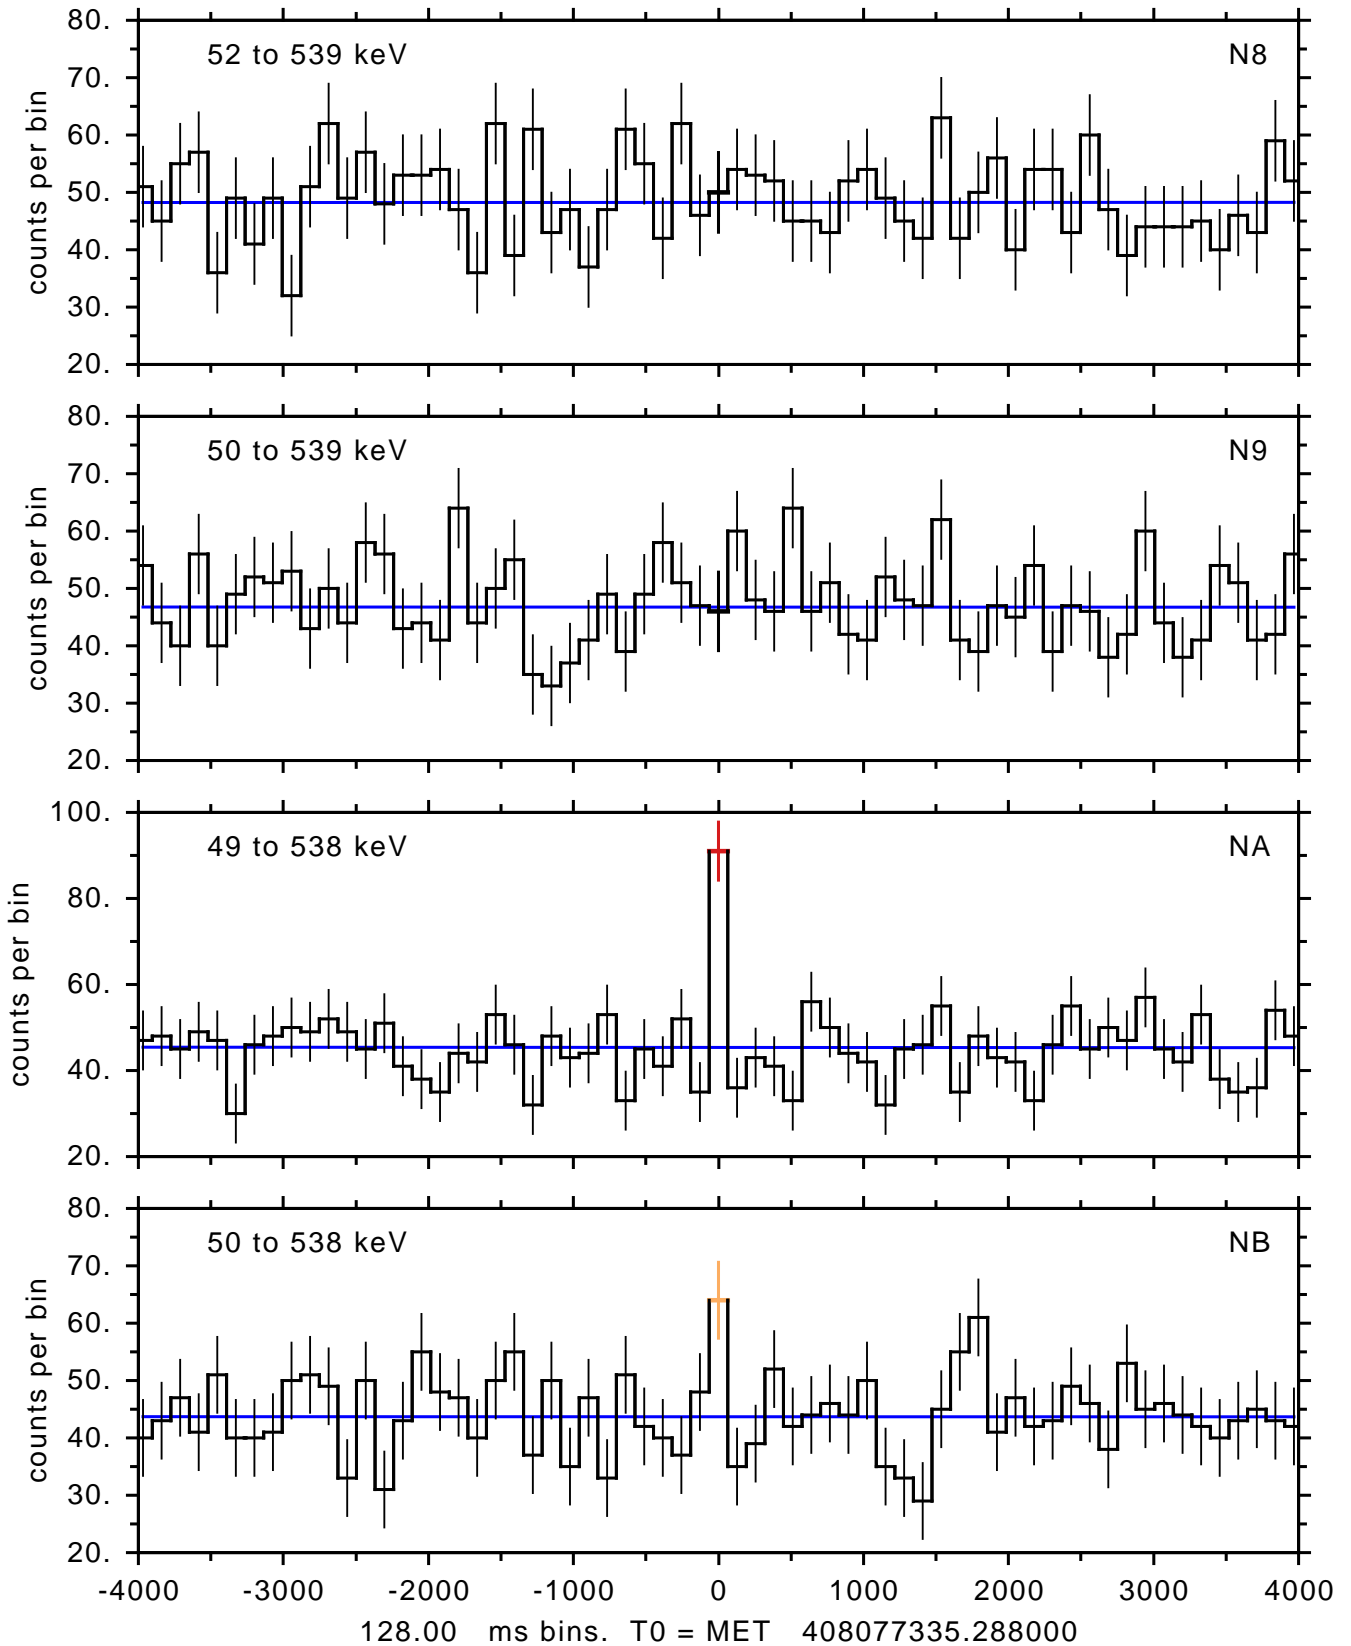 80.
52 to 539 keV N8
70.
60.
50.
40.
30.
20.
counts per bin
80.
50 to 539 keV N9
70.
60.
50.
40.
30.
20.
counts per bin
100.
49 to 538 keV NA
80.
60.
40.
20.
counts per bin
80.
50 to 538 keV NB
70.
60.
50.
40.
30.
20.
counts per bin
-4000 -3000 -2000 -1000 0 1000 2000 3000 4000
128.00 ms bins. T0 = MET 408077335.288000